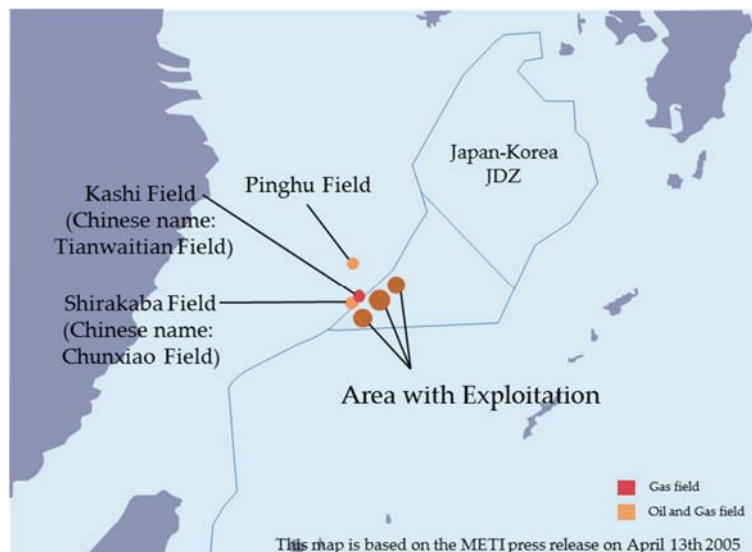 Japan-Korea
JDZ
Pinghu Field
Kashi Field
(Chinese name:
Tianwaitian Field)
Shirakaba Field
(Chinese name:
Chunxiao Field)
Area with Exploitation
Gas field
Oil and Gas field
This map is based on the METI press release on April 13th 2005